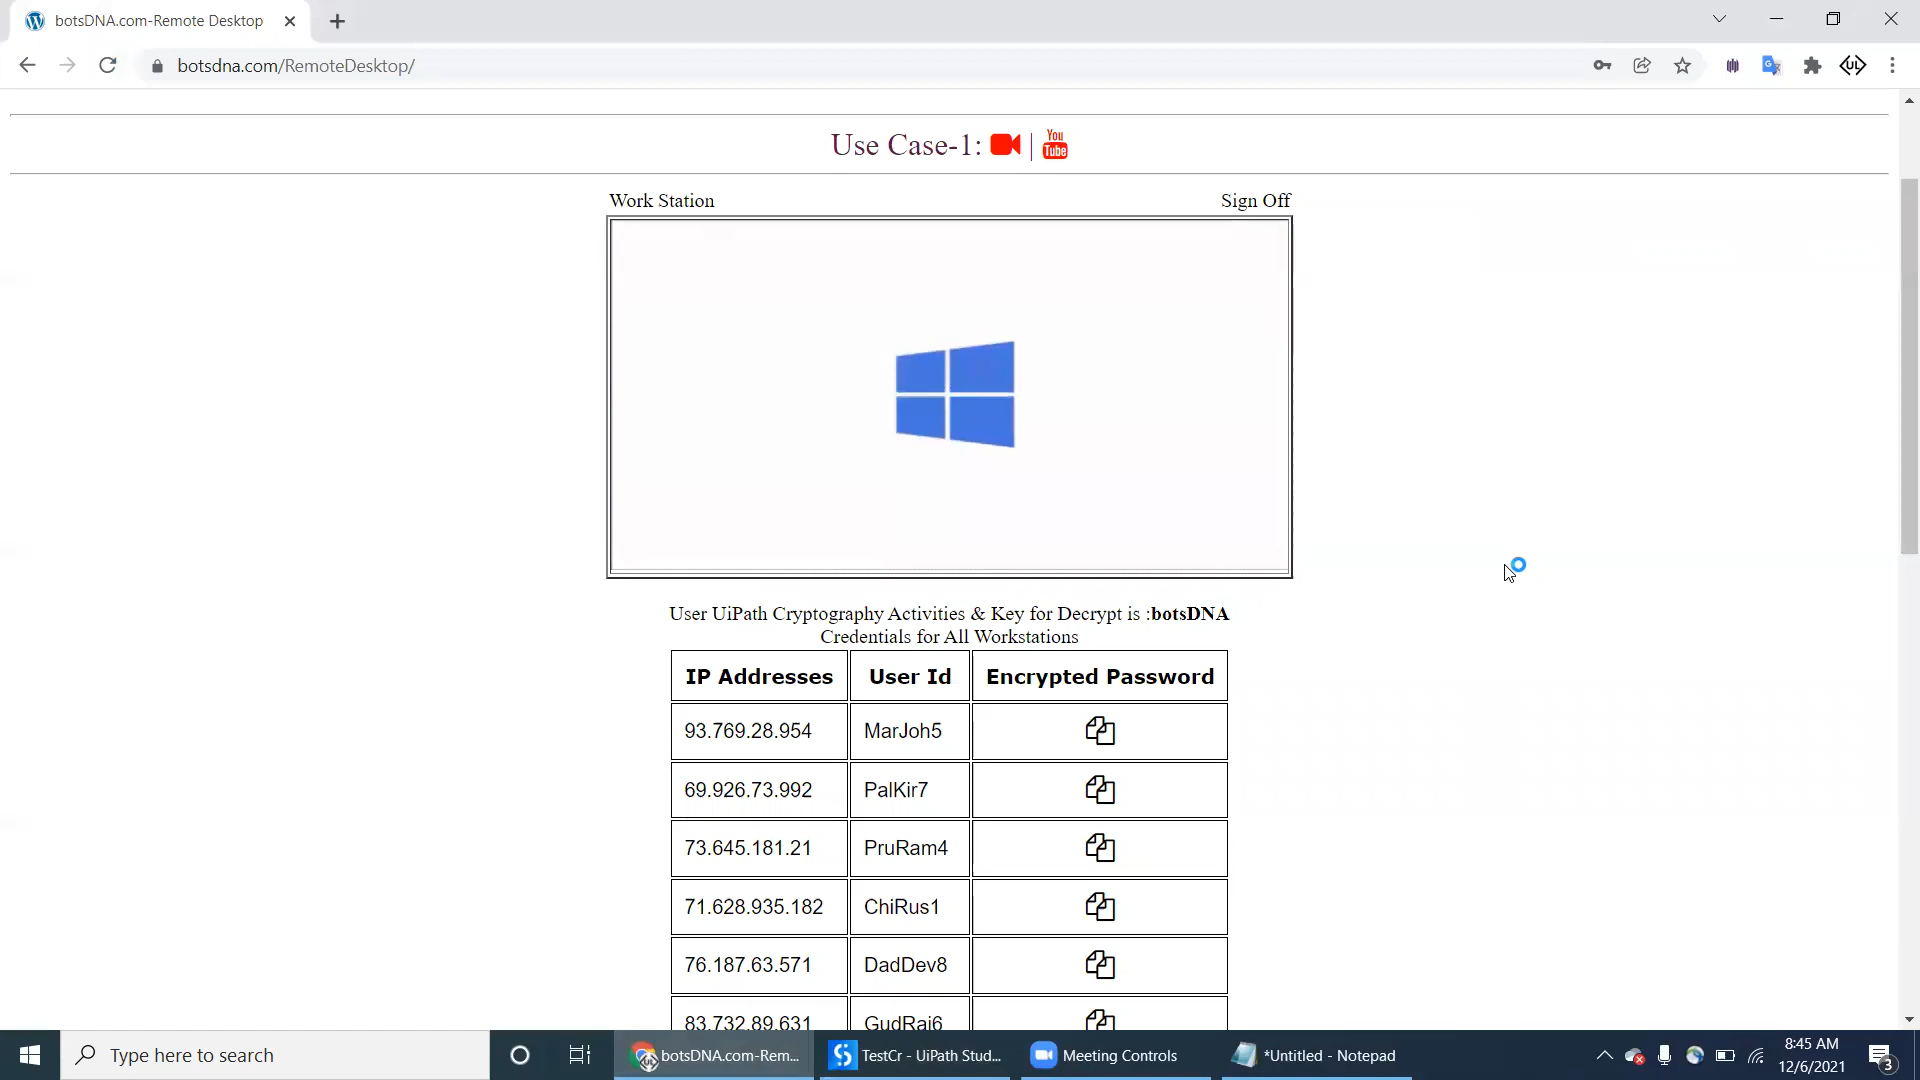 botsDNA.com-Remote Desktop
botsdna.com/RemoteDesktop/
Use Case-1: | You Tube
Work Station Sign Off
User UiPath Cryptography Activities & Key for Decrypt is :botsDNA
Credentials for All Workstations
IP Addresses User Id Encrypted Password
93.769.28.954 MarJoh5
69.926.73.992 PalKir7
73.645.181.21 PruRam4
71.628.935.182 ChiRus1
76.187.63.571 DadDev8
83.732.89.631 GudRai6
Type here to search
botsDNA.com-Rem...
TestCr - UiPath Stud...
Meeting Controls
*Untitled - Notepad
8:45 AM
12/6/2021
3